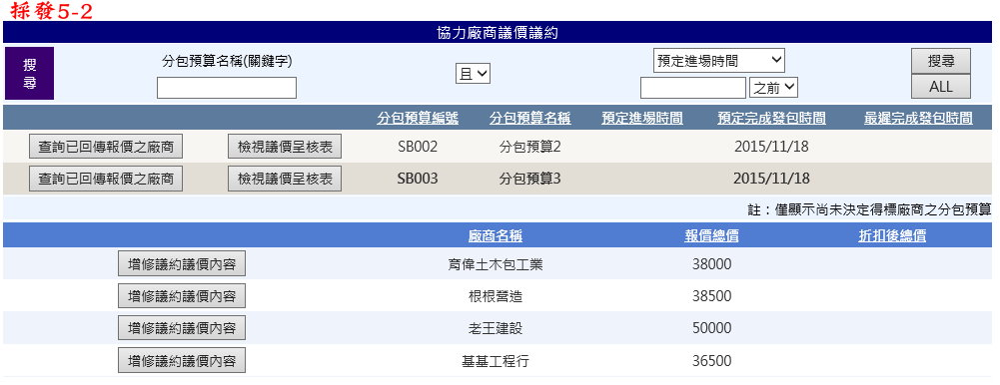 採發5-2
協力廠商議價議約
搜尋 分包預算名稱(關鍵字) 且 預定進場時間 搜尋
之前 ALL
分包預算編號 分包預算名稱 預定進場時間 預定完成發包時間 最遲完成發包時間
查詢已回傳報價之廠商 檢視議價呈核表 SB002 分包預算2 2015/11/18
查詢已回傳報價之廠商 檢視議價呈核表 SB003 分包預算3 2015/11/18
註：僅顯示尚未決定得標廠商之分包預算
廠商名稱 報價總價 折扣後總價
增修議約議價內容 育偉土木包工業 38000
增修議約議價內容 根根營造 38500
增修議約議價內容 老王建設 50000
增修議約議價內容 基基工程行 36500